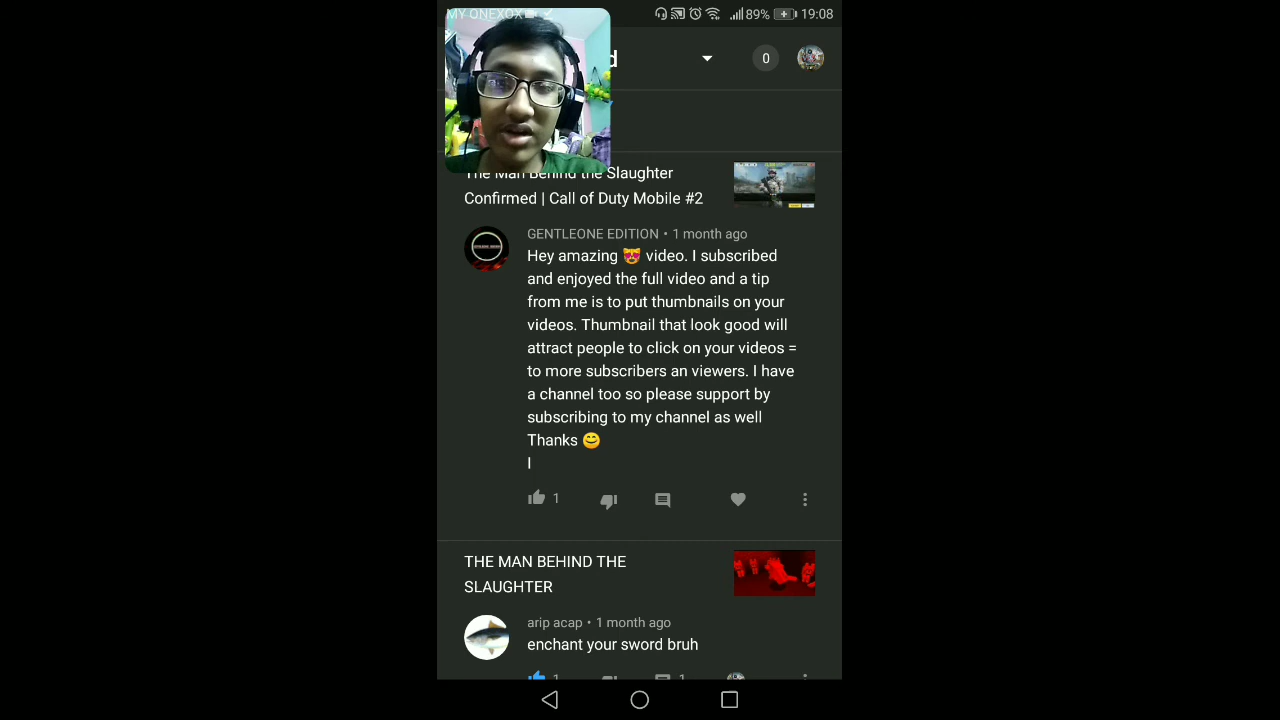 MY ONEXOX
89% 19:08
d
0
The Man Behind the Slaughter
Confirmed | Call of Duty Mobile #2
GENTLEONE EDITION • 1 month ago
Hey amazing 😻 video. I subscribed
and enjoyed the full video and a tip
from me is to put thumbnails on your
videos. Thumbnail that look good will
attract people to click on your videos =
to more subscribers an viewers. I have
a channel too so please support by
subscribing to my channel as well
Thanks 😊
I
1
THE MAN BEHIND THE
SLAUGHTER
arip acap • 1 month ago
enchant your sword bruh
1 1